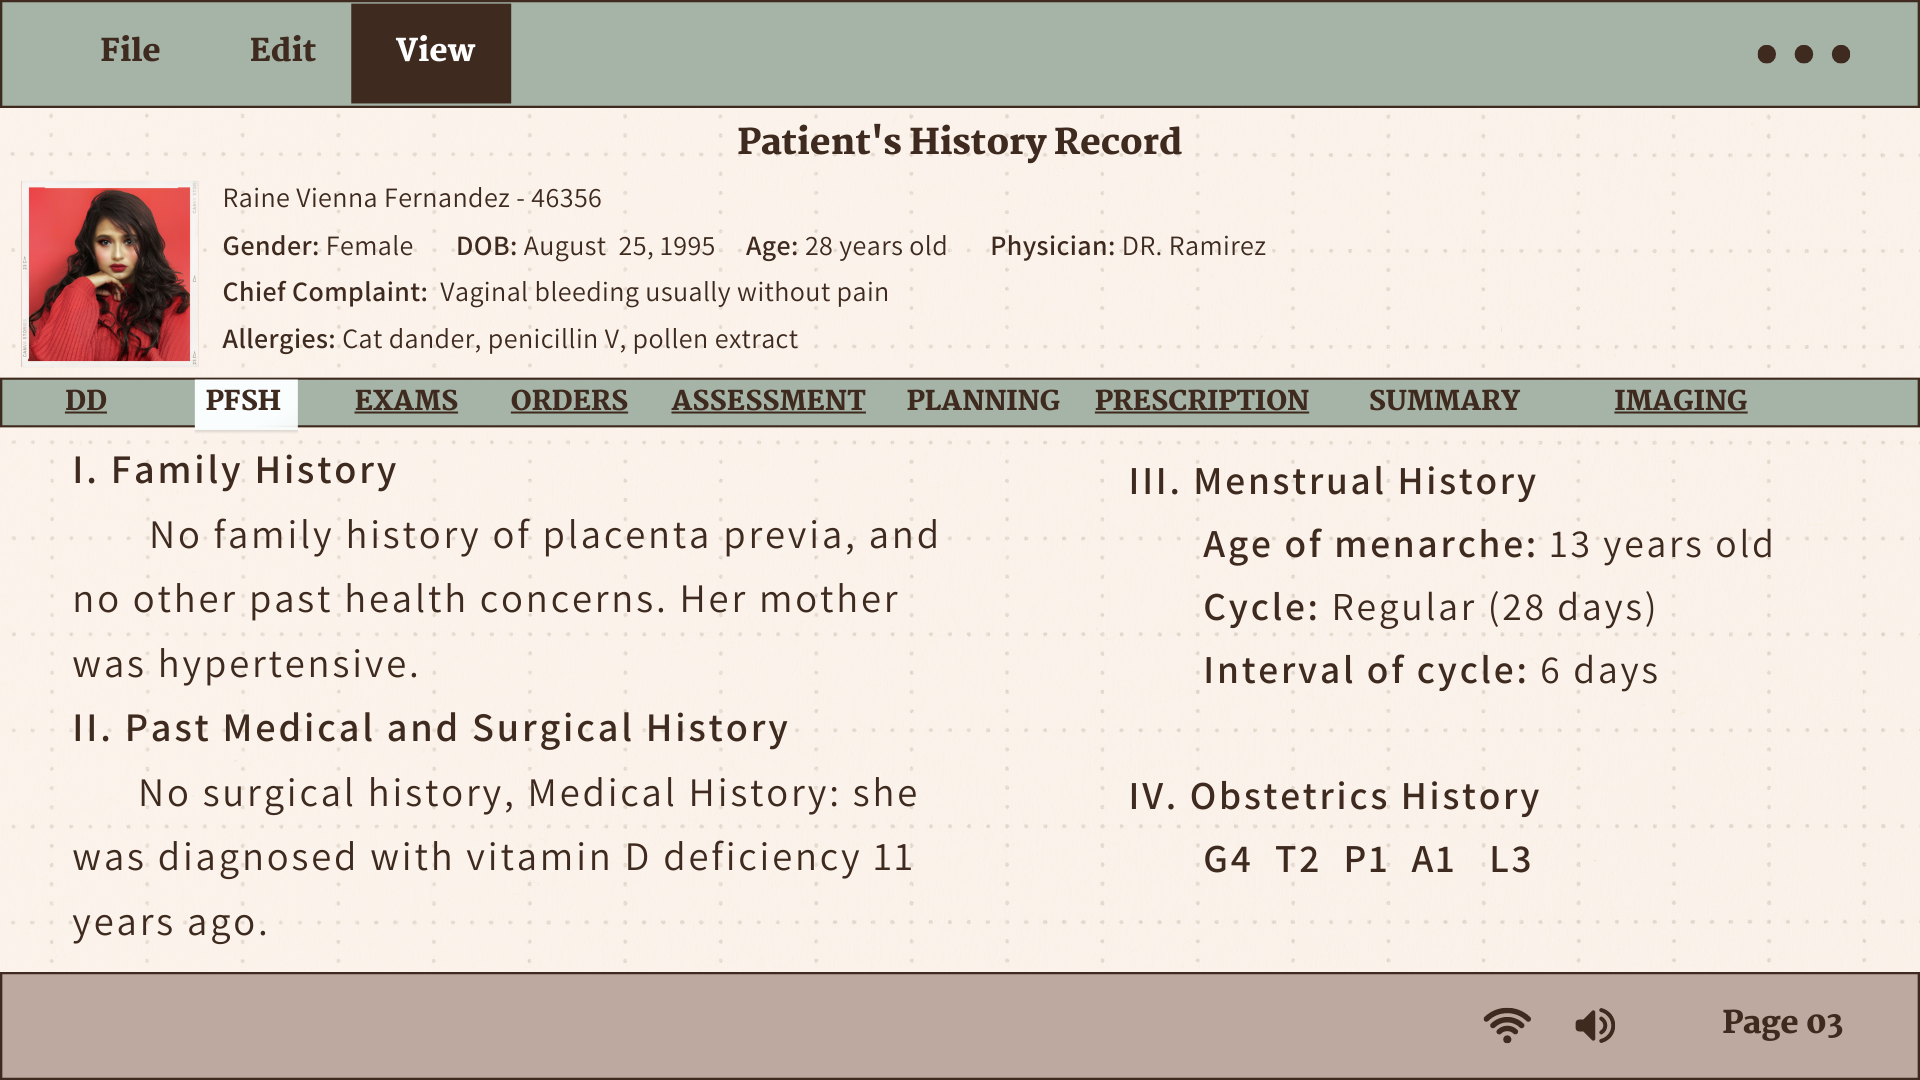 File Edit View
Patient's History Record
Raine Vienna Fernandez - 46356
Gender: Female DOB: August 25, 1995 Age: 28 years old Physician: DR. Ramirez
Chief Complaint: Vaginal bleeding usually without pain
Allergies: Cat dander, penicillin V, pollen extract
DD PFSH EXAMS ORDERS ASSESSMENT PLANNING PRESCRIPTION SUMMARY IMAGING
I. Family History
No family history of placenta previa, and
no other past health concerns. Her mother
was hypertensive.
II. Past Medical and Surgical History
No surgical history, Medical History: she
was diagnosed with vitamin D deficiency 11
years ago.
III. Menstrual History
Age of menarche: 13 years old
Cycle: Regular (28 days)
Interval of cycle: 6 days
IV. Obstetrics History
G4 T2 P1 A1 L3
Page 03